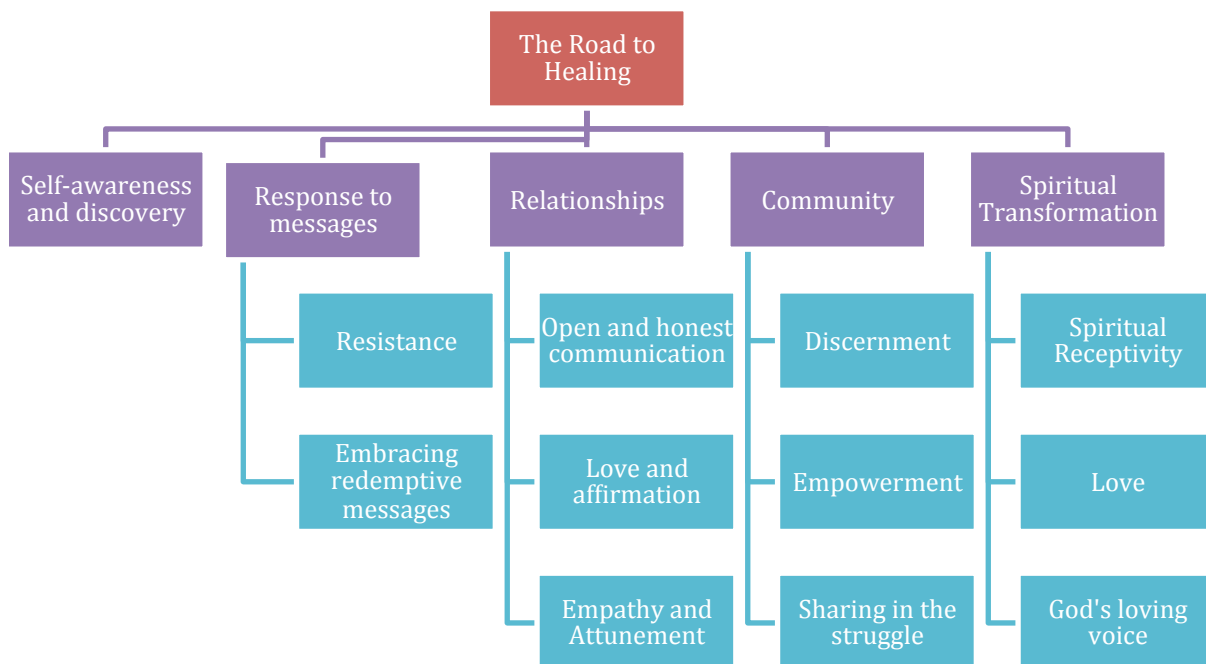 The Road to
Healing
Self-awareness
and discovery
Response to
messages
Relationships
Community
Spiritual
Transformation
Resistance
Embracing
redemptive
messages
Open and honest
communication
Love and
affirmation
Empathy and
Attunement
Discernment
Empowerment
Sharing in the
struggle
Spiritual
Receptivity
Love
God's loving
voice